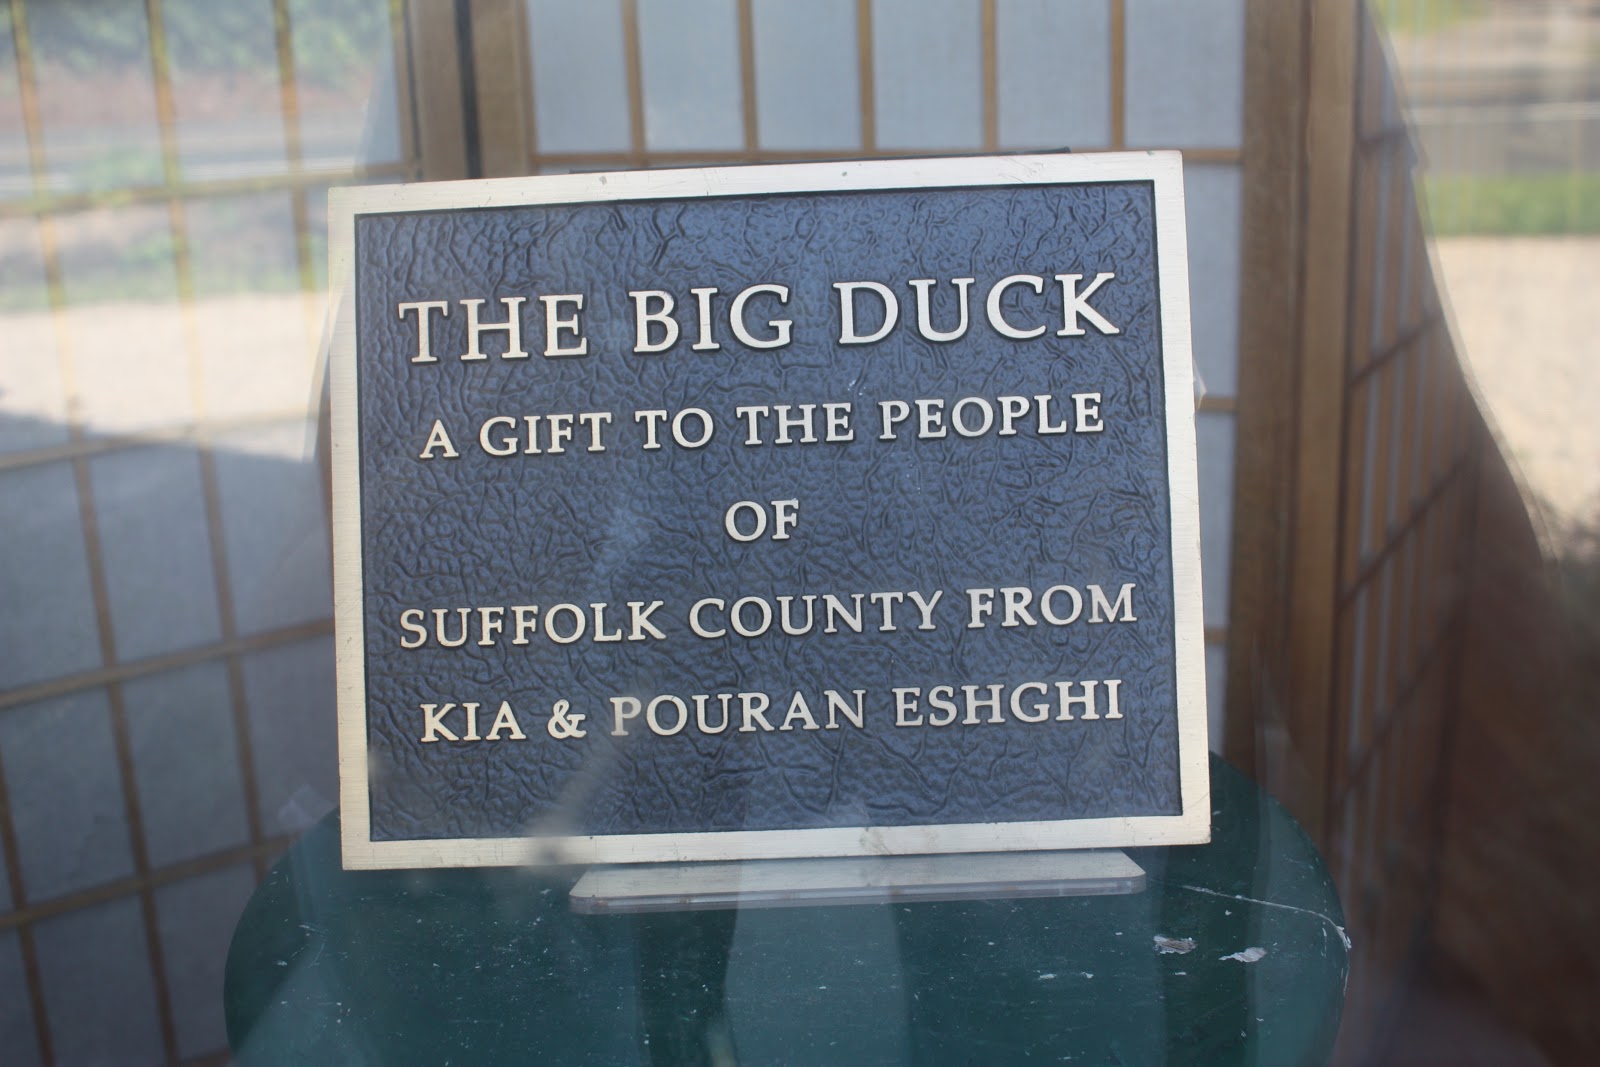 THE BIG DUCK
A GIFT TO THE PEOPLE
OF
SUFFOLK COUNTY FROM
KIA & POURAN ESHGHI